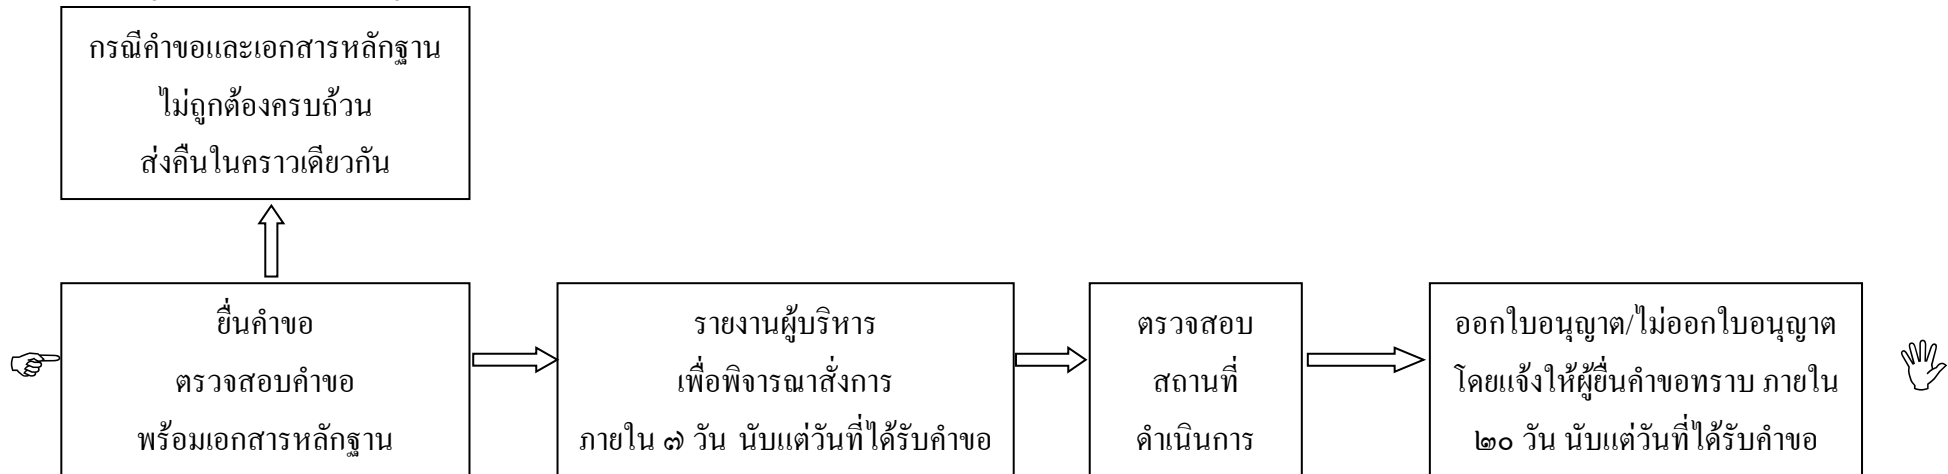 กรณีคำขอและเอกสารหลักฐาน
ไม่ถูกต้องครบถ้วน
ส่งคืนในคราวเดียวกัน
ยื่นคำขอ
ตรวจสอบคำขอ
พร้อมเอกสารหลักฐาน
รายงานผู้บริหาร
เพื่อพิจารณาสั่งการ
ภายใน ๗ วัน นับแต่วันที่ได้รับคำขอ
ตรวจสอบ
สถานที่
ดำเนินการ
ออกใบอนุญาต/ไม่ออกใบอนุญาต
โดยแจ้งให้ผู้ยื่นคำขอทราบ ภายใน
๒๐ วัน นับแต่วันที่ได้รับคำขอ